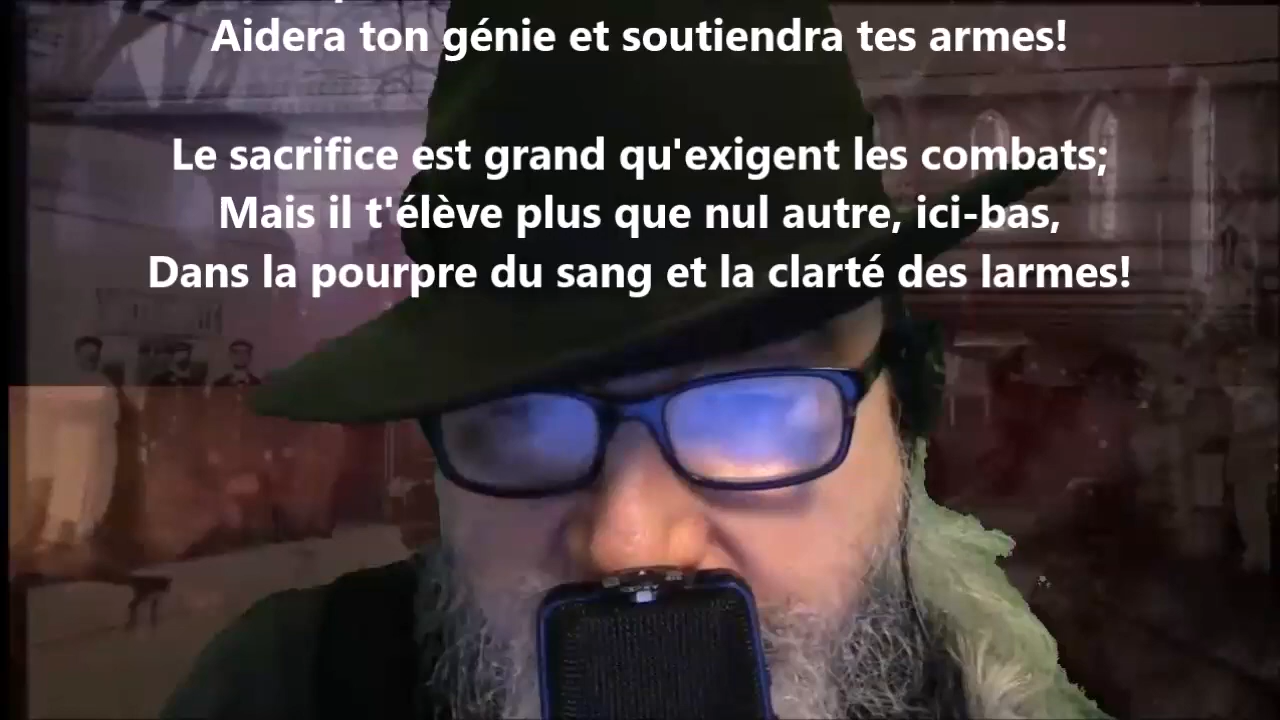 Aidera ton génie et soutiendra tes armes!
Le sacrifice est grand qu'exigent les combats;
Mais il t'élève plus que nul autre, ici-bas,
Dans la pourpre du sang et la clarté des larmes!